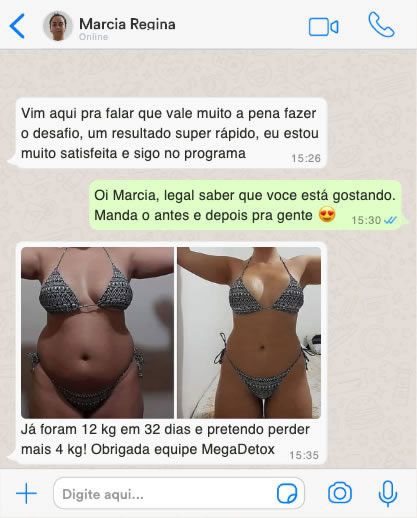 Marcia Regina
Online
Vim aqui pra falar que vale muito a pena fazer
o desafio, um resultado super rápido, eu estou
muito satisfeita e sigo no programa
15:26
Oi Marcia, legal saber que voce está gostando.
Manda o antes e depois pra gente 😍
15:30
Já foram 12 kg em 32 dias e pretendo perder
mais 4 kg! Obrigada equipe MegaDetox
15:35
Digite aqui...